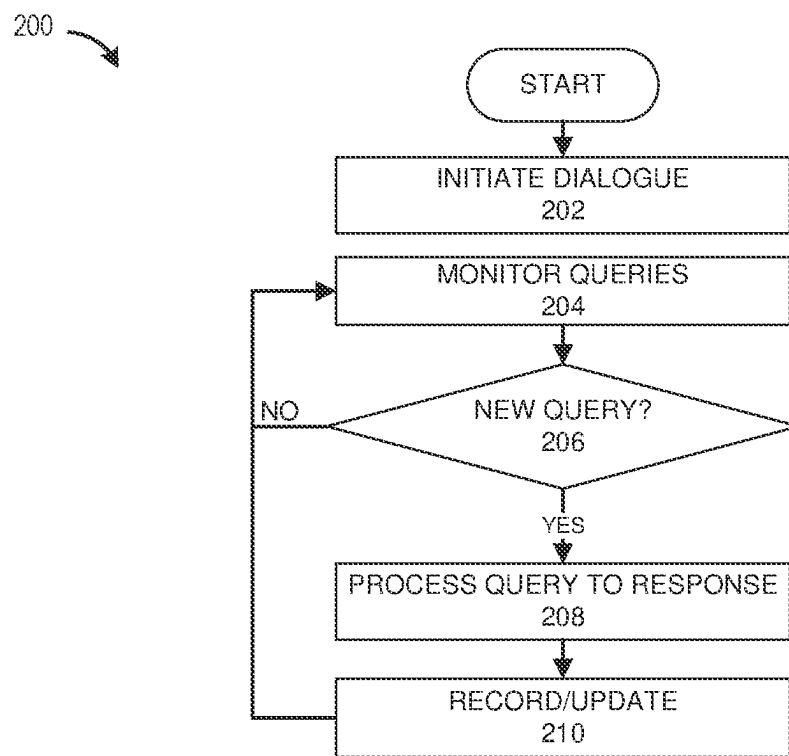 200
START
INITIATE DIALOGUE
202
MONITOR QUERIES
204
NO
NEW QUERY?
206
YES
PROCESS QUERY TO RESPONSE
208
RECORD/UPDATE
210